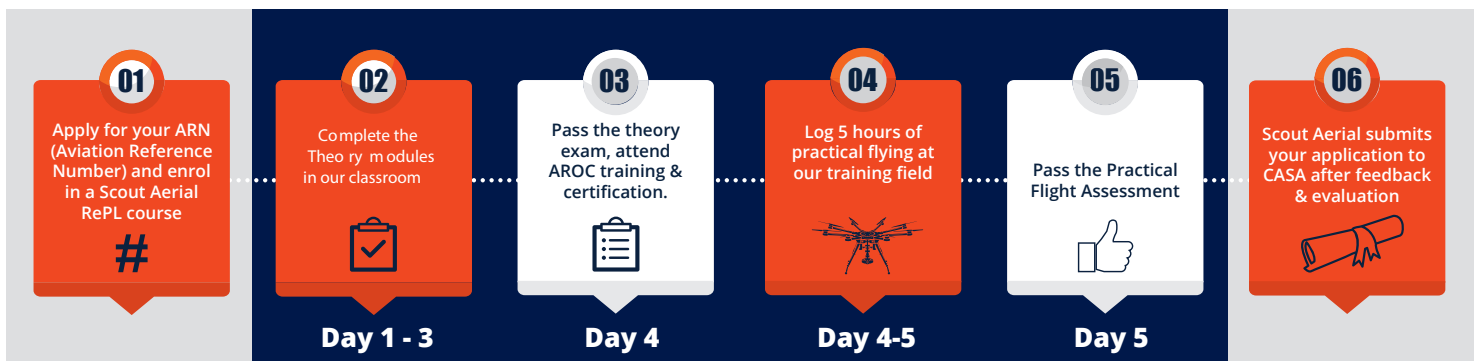 01
Apply for your ARN
(Aviation Reference
Number) and enrol
in a Scout Aerial
RePL course
#
02
Complete the
Theory modules
in our classroom
Day 1 - 3
03
Pass the theory
exam, attend
AROC training &
certification.
Day 4
04
Log 5 hours of
practical flying at
our training field
Day 4-5
05
Pass the Practical
Flight Assessment
Day 5
06
Scout Aerial submits
your application to
CASA after feedback
& evaluation